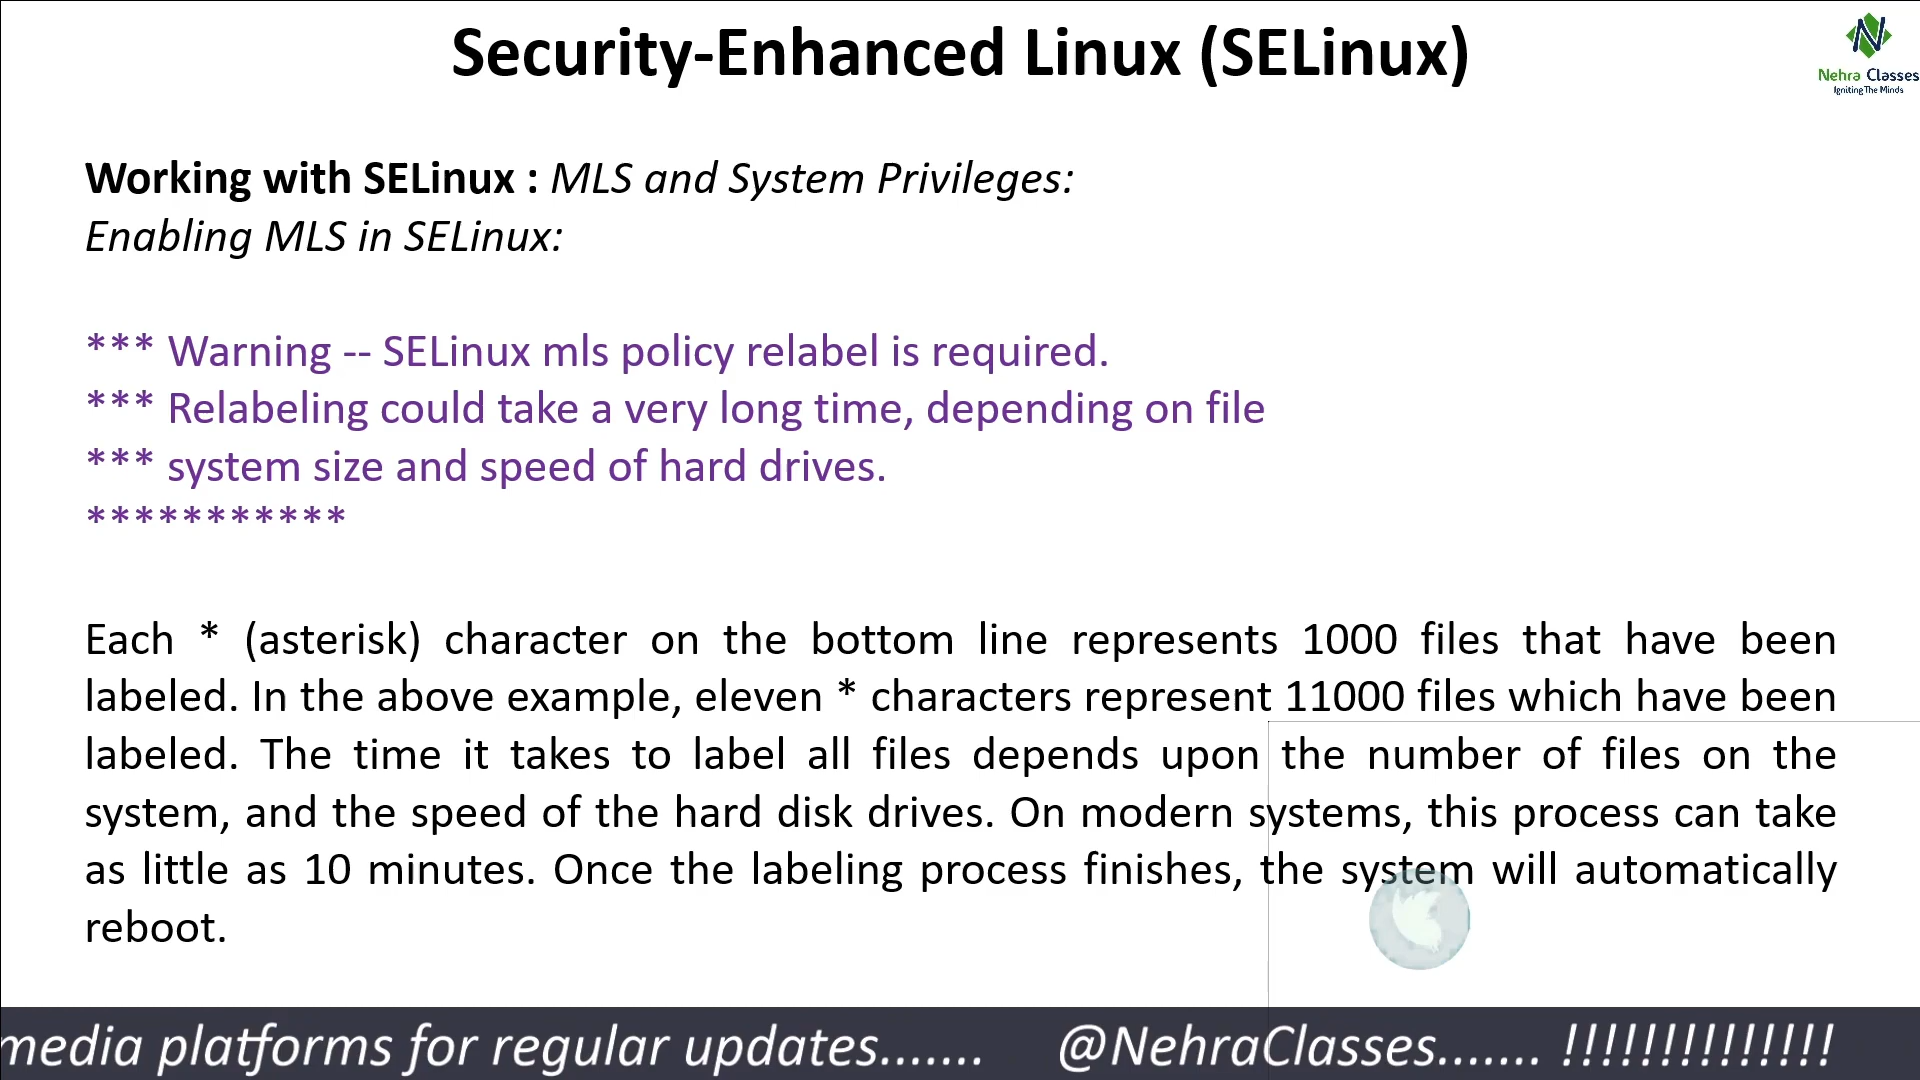 Security-Enhanced Linux (SELinux)
Nehra Classes
Igniting The Minds
Working with SELinux : MLS and System Privileges:
Enabling MLS in SELinux:
*** Warning -- SELinux mls policy relabel is required.
*** Relabeling could take a very long time, depending on file
*** system size and speed of hard drives.
***********
Each * (asterisk) character on the bottom line represents 1000 files that have been
labeled. In the above example, eleven * characters represent 11000 files which have been
labeled. The time it takes to label all files depends upon the number of files on the
system, and the speed of the hard disk drives. On modern systems, this process can take
as little as 10 minutes. Once the labeling process finishes, the system will automatically
reboot.
media platforms for regular updates....... @NehraClasses....... !!!!!!!!!!!!!!